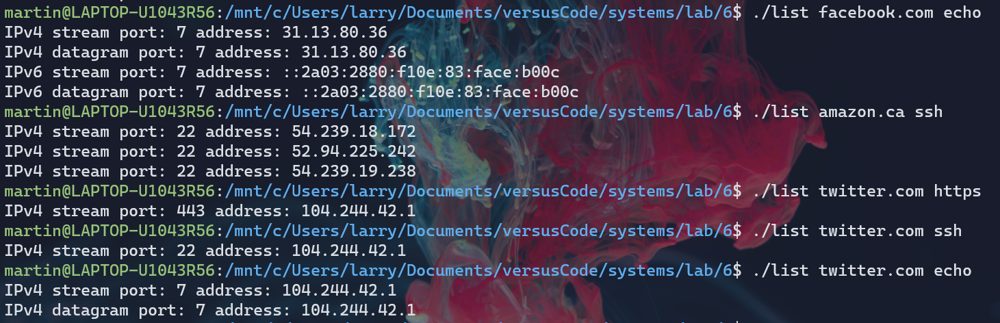 martin@LAPTOP-U1043R56:/mnt/c/Users/larry/Documents/versusCode/systems/lab/6$ ./list facebook.com echo
IPv4 stream port: 7 address: 31.13.80.36
IPv4 datagram port: 7 address: 31.13.80.36
IPv6 stream port: 7 address: ::2a03:2880:f10e:83:face:b00c
IPv6 datagram port: 7 address: ::2a03:2880:f10e:83:face:b00c
martin@LAPTOP-U1043R56:/mnt/c/Users/larry/Documents/versusCode/systems/lab/6$ ./list amazon.ca ssh
IPv4 stream port: 22 address: 54.239.18.172
IPv4 stream port: 22 address: 52.94.225.242
IPv4 stream port: 22 address: 54.239.19.238
martin@LAPTOP-U1043R56:/mnt/c/Users/larry/Documents/versusCode/systems/lab/6$ ./list twitter.com https
IPv4 stream port: 443 address: 104.244.42.1
martin@LAPTOP-U1043R56:/mnt/c/Users/larry/Documents/versusCode/systems/lab/6$ ./list twitter.com ssh
IPv4 stream port: 22 address: 104.244.42.1
martin@LAPTOP-U1043R56:/mnt/c/Users/larry/Documents/versusCode/systems/lab/6$ ./list twitter.com echo
IPv4 stream port: 7 address: 104.244.42.1
IPv4 datagram port: 7 address: 104.244.42.1